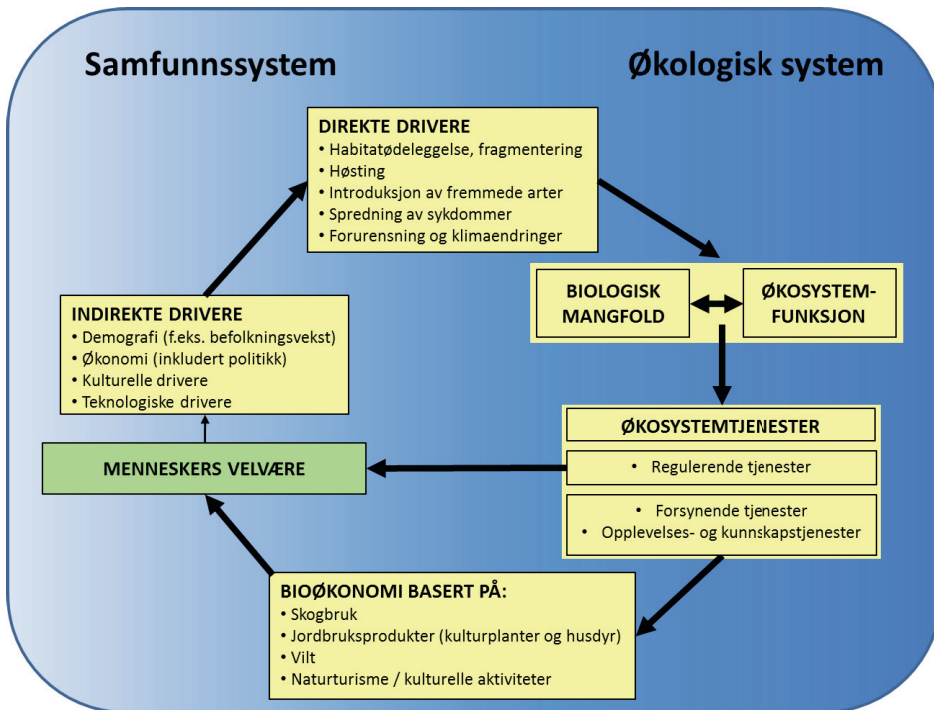 Samfunnssystem
Økologisk system
DIREKTE DRIVERE
• Habitatødeleggelse, fragmentering
• Høsting
• Introduksjon av fremmede arter
• Spredning av sykdommer
• Forurensning og klimaendringer
BIOLOGISK
MANGFOLD
ØKOSYSTEM-
FUNKSJON
INDIREKTE DRIVERE
• Demografi (f.eks. befolkningsvekst)
• Økonomi (inkludert politikk)
• Kulturelle drivere
• Teknologiske drivere
ØKOSYSTEMTJENESTER
• Regulerende tjenester
• Forsynende tjenester
• Opplevelses- og kunnskapstjenester
MENNESKERS VELVÆRE
BIOØKONOMI BASERT PÅ:
• Skogbruk
• Jordbruksprodukter (kulturplanter og husdyr)
• Vilt
• Naturturisme / kulturelle aktiviteter